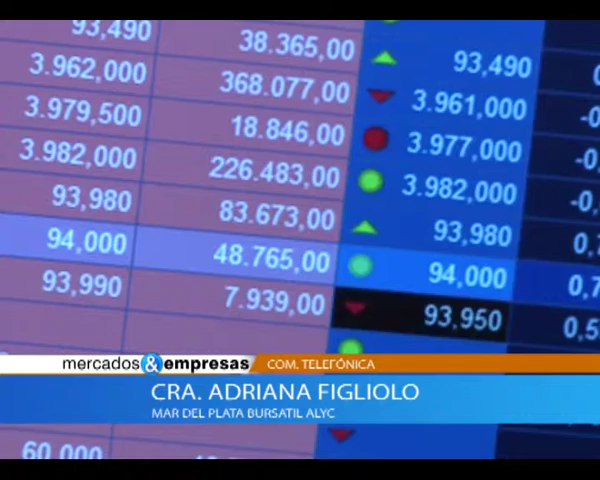 93,490 38.365,00 93,490
3.962,000 368.077,00 3.961,000
3.979,500 18.846,00 3.977,000
3.982,000 226.483,00 3.982,000
93,980 83.673,00 93,980
94,000 48.765,00 94,000
93,990 7.939,00 93,950
mercados&empresas COM. TELEFÓNICA
CRA. ADRIANA FIGLIOLO
MAR DEL PLATA BURSATIL ALYC
60,000